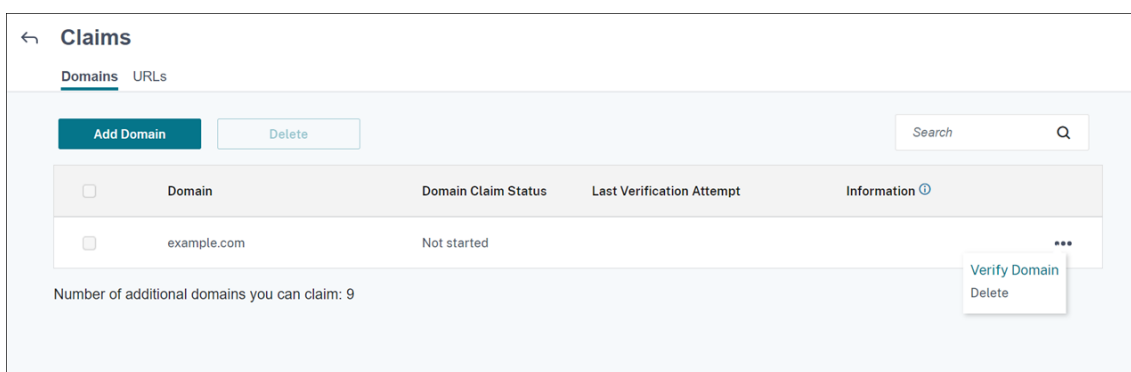 Claims
Domains URLs
Add Domain Delete Search
Domain Domain Claim Status Last Verification Attempt Information
example.com Not started
Verify Domain
Delete
Number of additional domains you can claim: 9